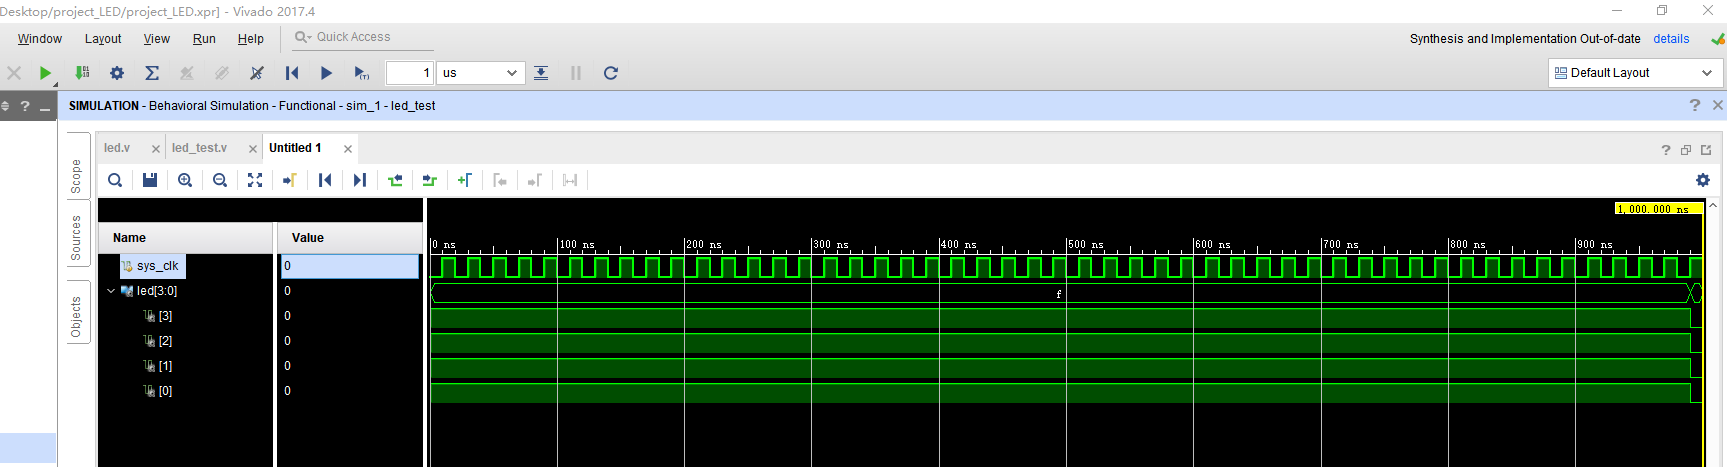 Desktop/project_LED/project_LED.xpr] - Vivado 2017.4
Window Layout View Run Help Quick Access
Synthesis and Implementation Out-of-date details
1 us
Default Layout
SIMULATION - Behavioral Simulation - Functional - sim_1 - led_test
led.v led_test.v Untitled 1
Scope
Sources
Objects
1,000.000 ns
Name Value
0 ns 100 ns 200 ns 300 ns 400 ns 500 ns 600 ns 700 ns 800 ns 900 ns
sys_clk 0
led[3:0] 0 f
[3] 0
[2] 0
[1] 0
[0] 0